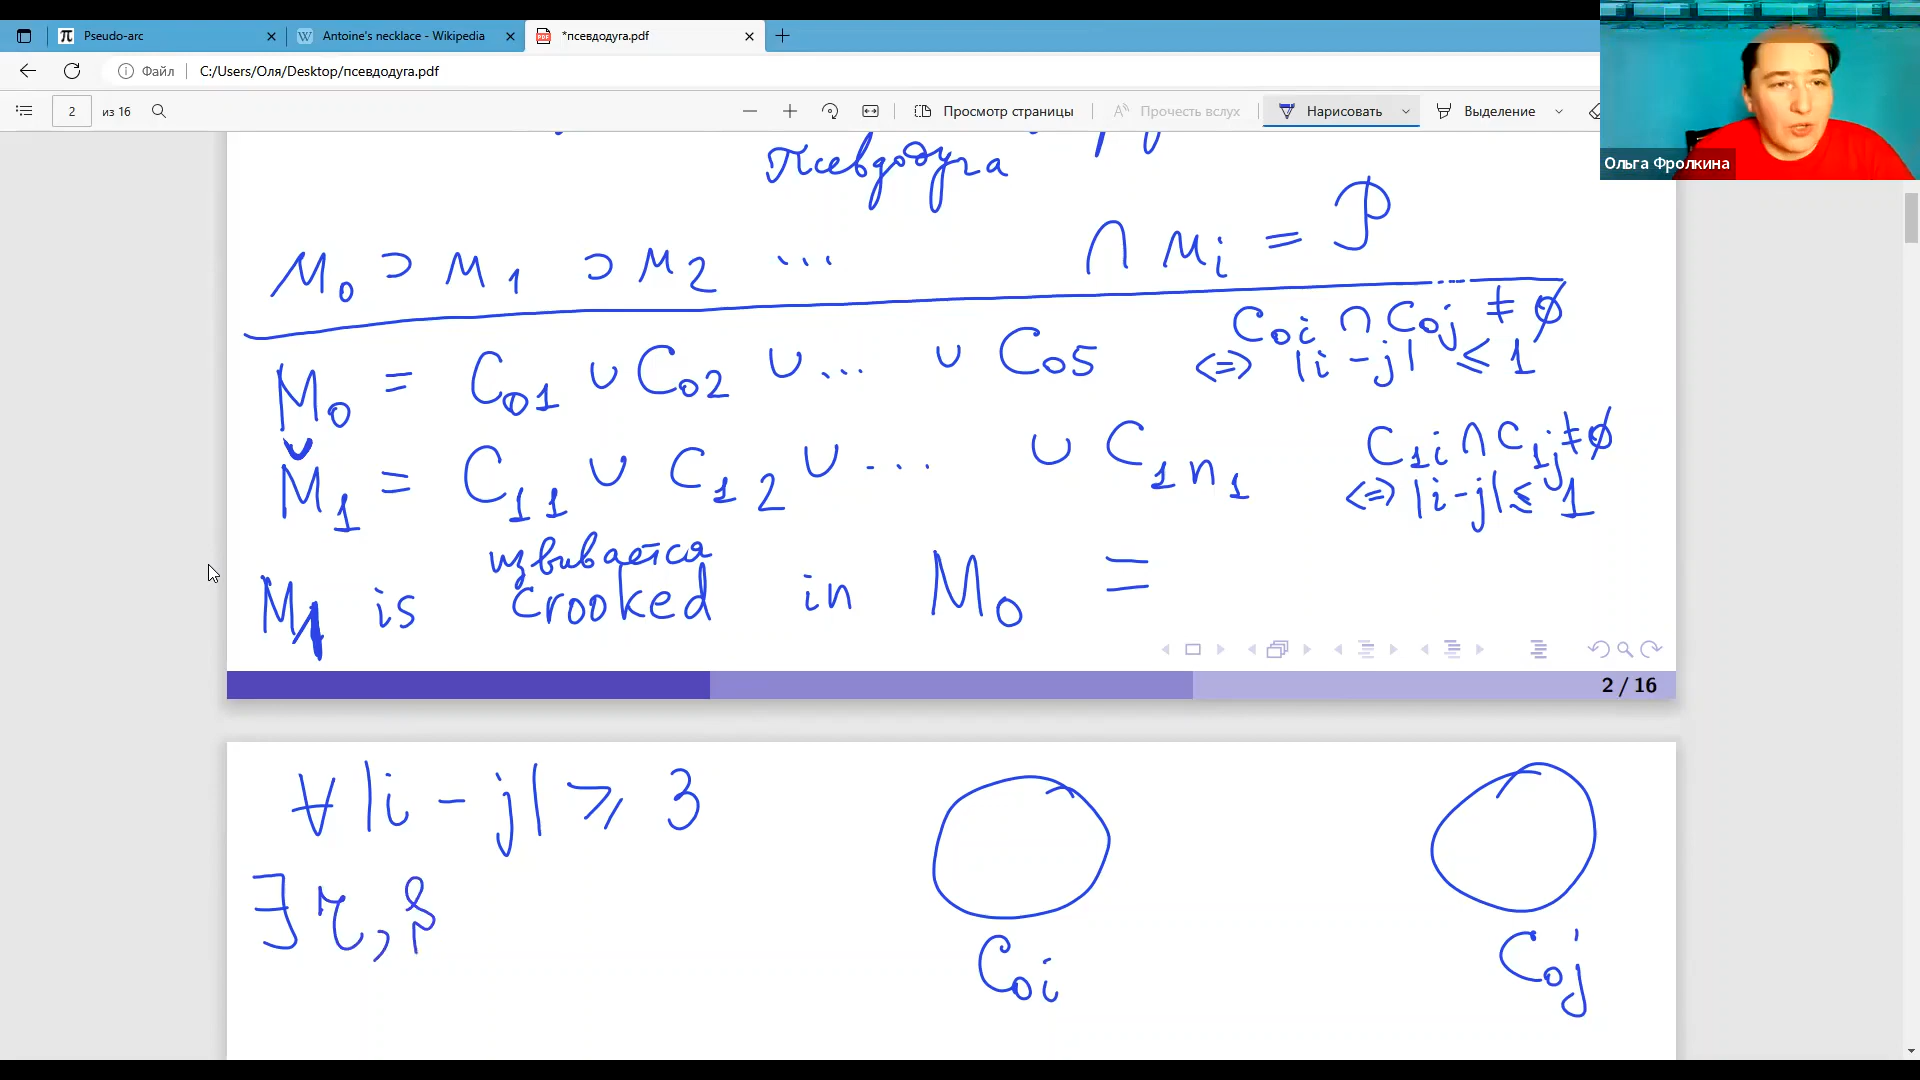 Pseudo-arc
Antoine's necklace - Wikipedia
*псевдодуга.pdf
Файл
C:/Users/Оля/Desktop/псевдодуга.pdf
2 из 16
Просмотр страницы
Прочесть вслух
Нарисовать
Выделение
Ольга Фролкина
Псевдодуга
M₀ ⊃ M₁ ⊃ M₂ ... ∩ Mᵢ = P
M₀ = C₀₁ ∪ C₀₂ ∪ ... ∪ C₀₅
C₀ᵢ ∩ C₀ⱼ ≠ ∅
<=> |i - j| ≤ 1
M₁ = C₁₁ ∪ C₁₂ ∪ ... ∪ C₁ₙ₁
C₁ᵢ ∩ C₁ⱼ ≠ ∅
<=> |i - j| ≤ 1
извивается
M₁ is crooked in M₀ =
2 / 16
∀ |i - j| ⩾ 3
∃ r, s
C₀ᵢ
C₀ⱼ